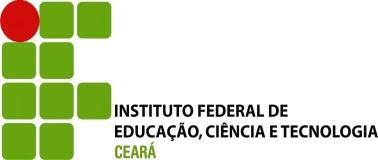 INSTITUTO FEDERAL DE
EDUCAÇÃO, CIÊNCIA E TECNOLOGIA
CEARÁ